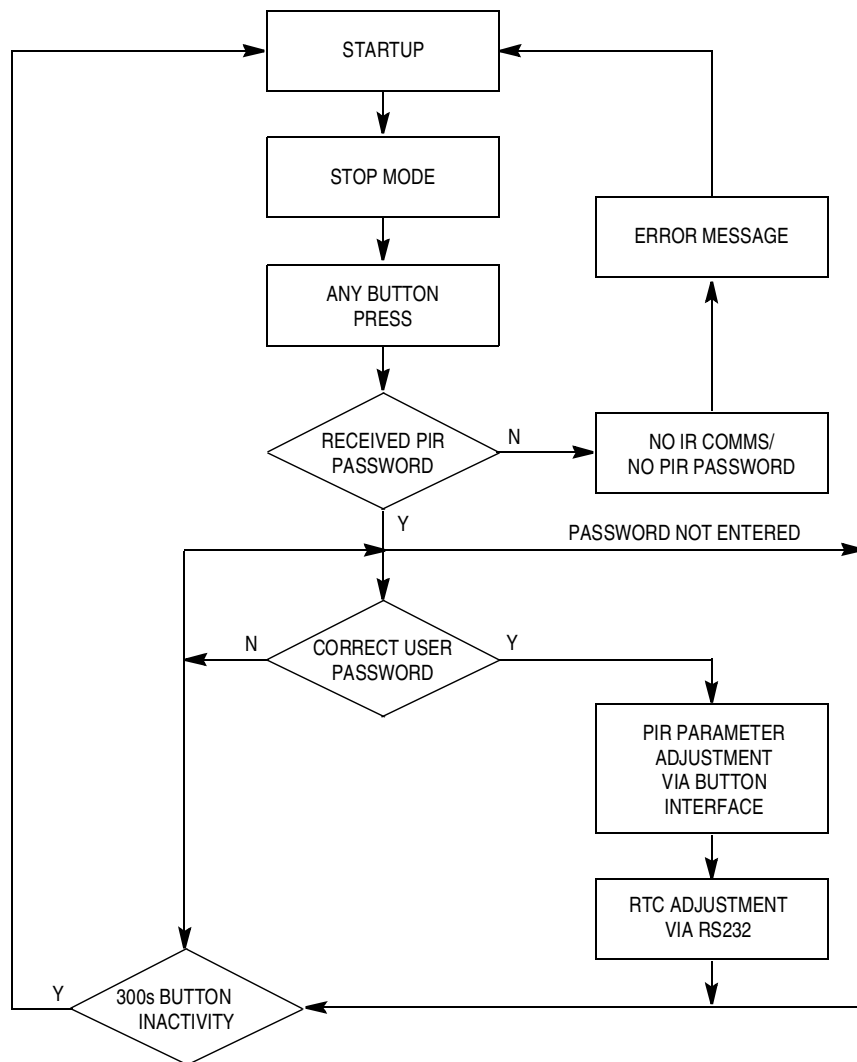 STARTUP
STOP MODE
ERROR MESSAGE
ANY BUTTON
PRESS
RECEIVED PIR
PASSWORD
N
NO IR COMMS/
NO PIR PASSWORD
Y
PASSWORD NOT ENTERED
N
CORRECT USER
PASSWORD
Y
PIR PARAMETER
ADJUSTMENT
VIA BUTTON
INTERFACE
RTC ADJUSTMENT
VIA RS232
Y
300s BUTTON
INACTIVITY